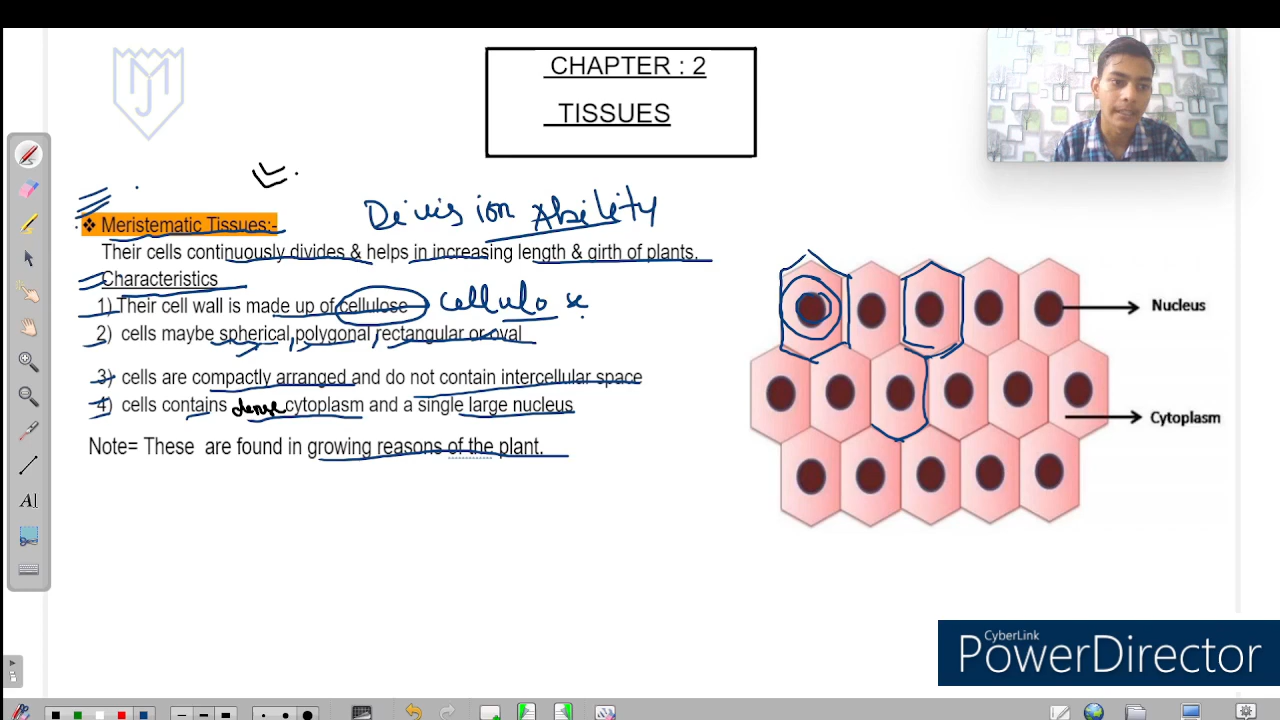 CHAPTER : 2
TISSUES
Division Ability
❖ Meristematic Tissues:-
Their cells continuously divides & helps in increasing length & girth of plants.
Characteristics
1) Their cell wall is made up of cellulose cellulose
2) cells maybe spherical, polygonal, rectangular or oval
3) cells are compactly arranged and do not contain intercellular space
4) cells contains dense cytoplasm and a single large nucleus
Note= These are found in growing reasons of the plant.
Nucleus
Cytoplasm
CyberLink
PowerDirector
A
MJ